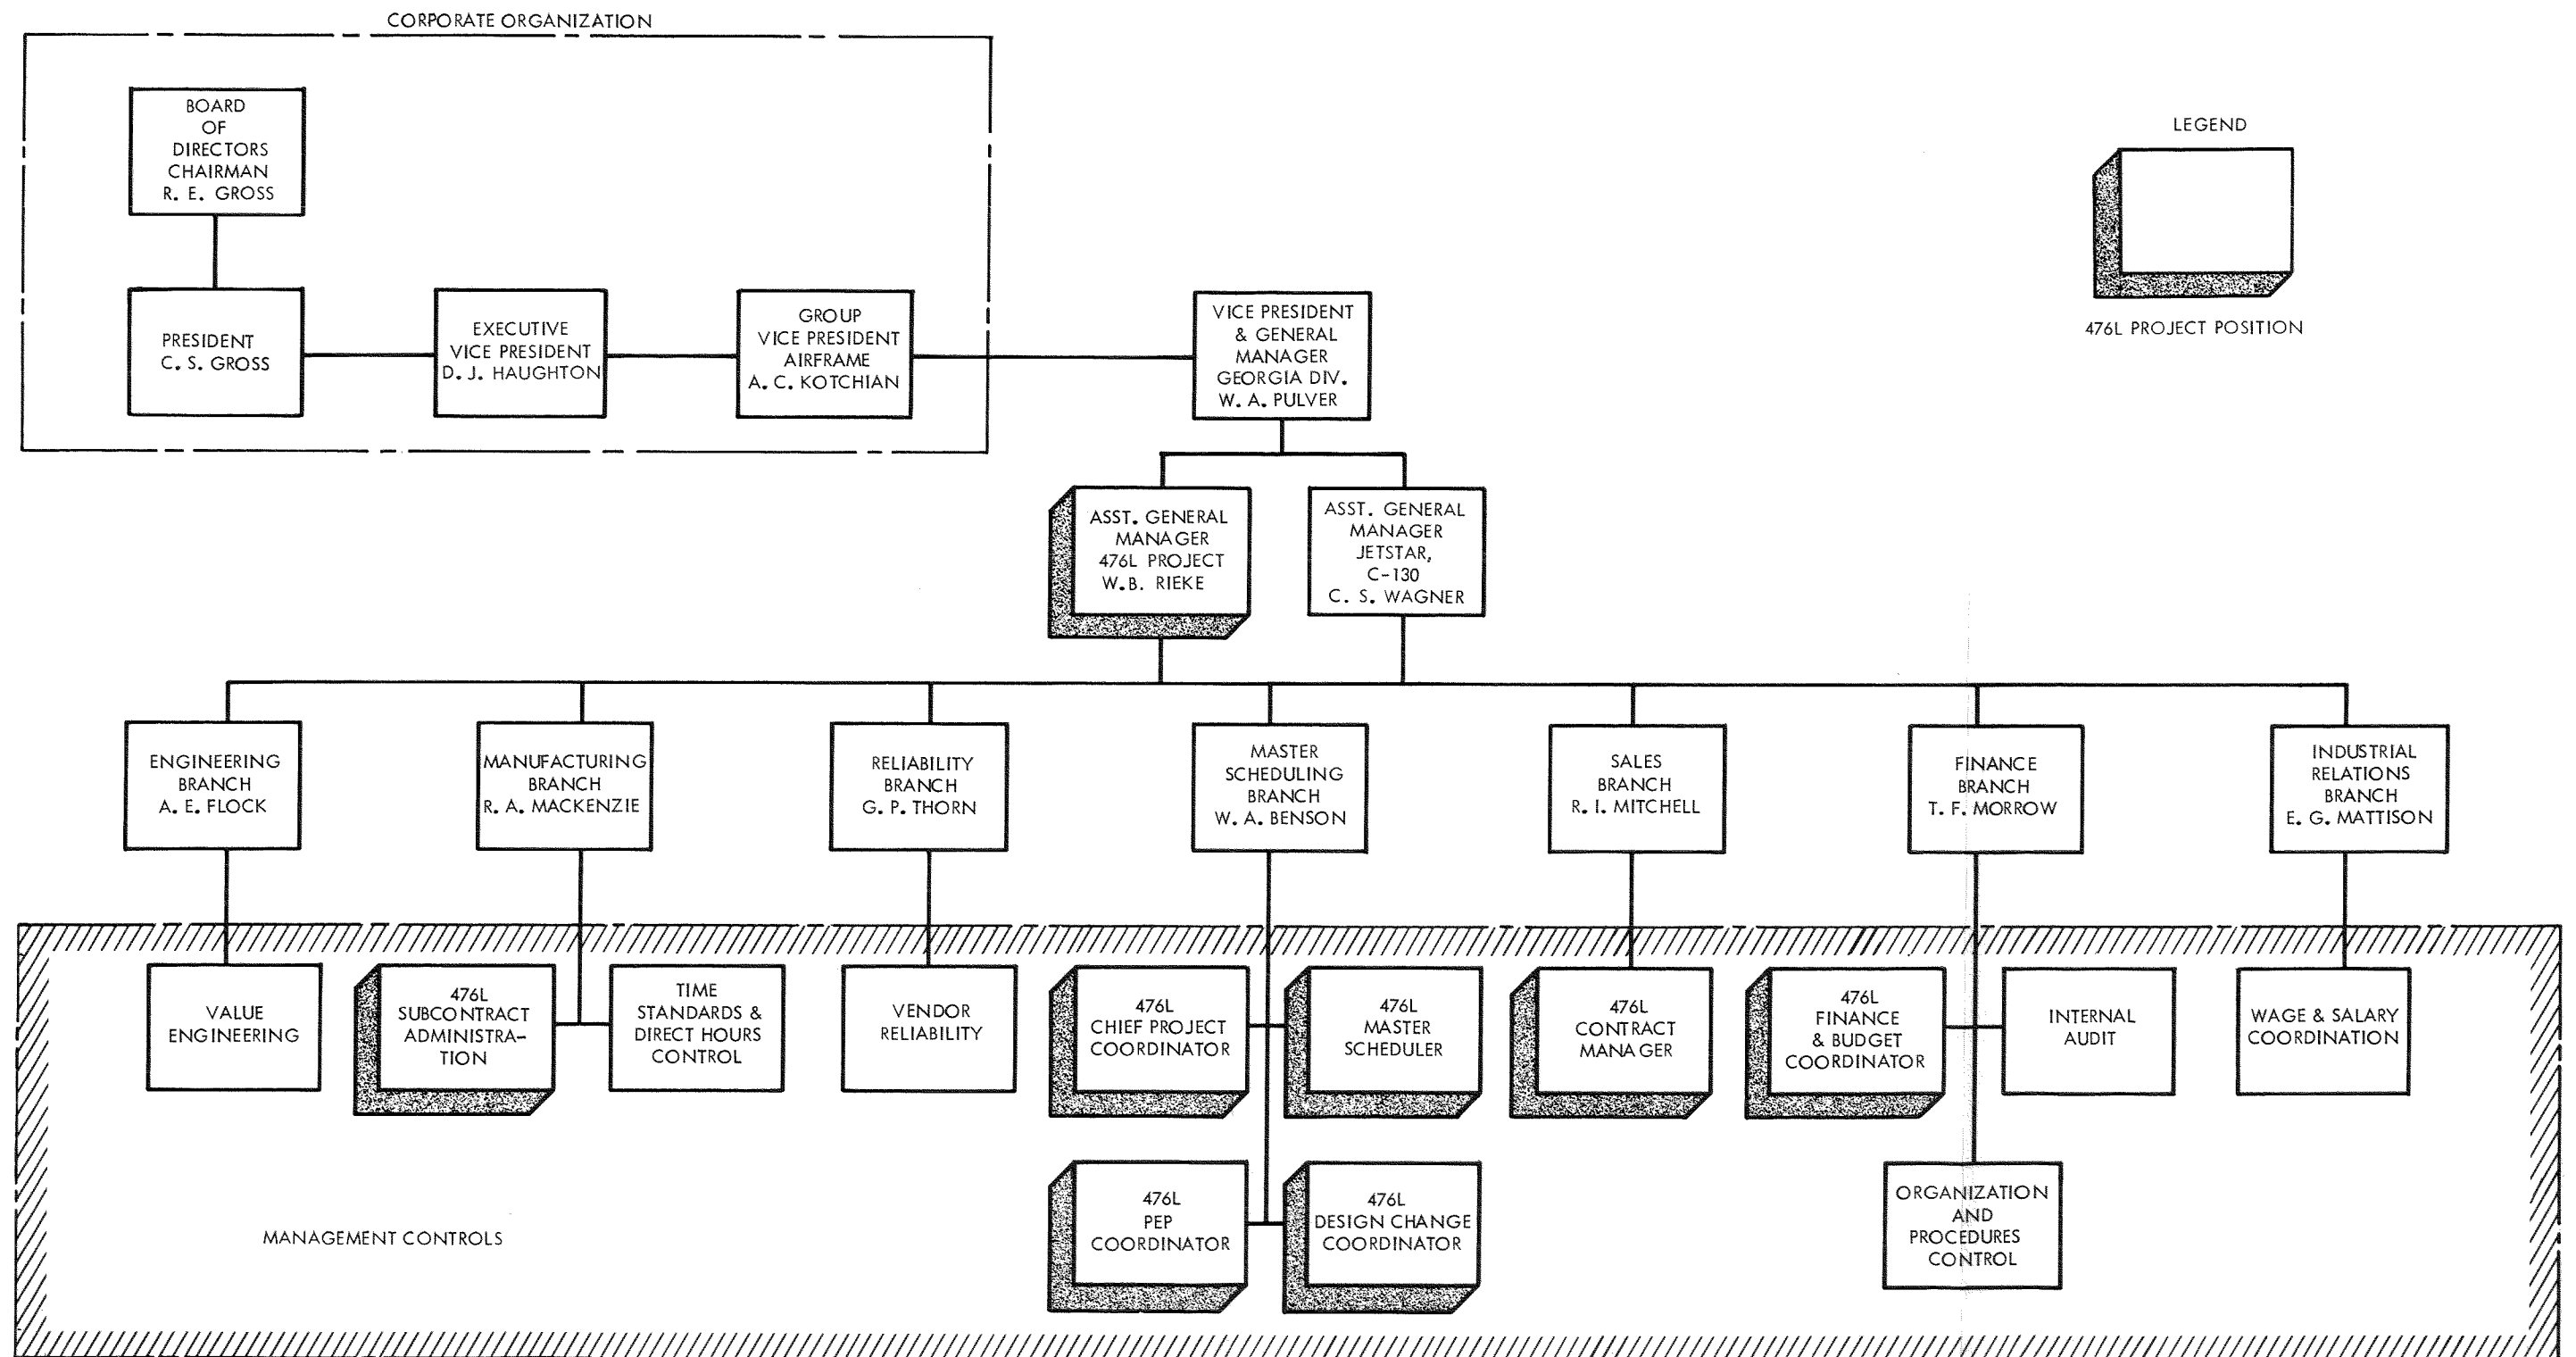 CORPORATE ORGANIZATION
BOARD
OF
DIRECTORS
CHAIRMAN
R. E. GROSS
LEGEND
476L PROJECT POSITION
PRESIDENT
C. S. GROSS
EXECUTIVE
VICE PRESIDENT
D. J. HAUGHTON
GROUP
VICE PRESIDENT
AIRFRAME
A. C. KOTCHIAN
VICE PRESIDENT
& GENERAL
MANAGER
GEORGIA DIV.
W. A. PULVER
ASST. GENERAL
MANAGER
476L PROJECT
W.B. RIEKE
ASST. GENERAL
MANAGER
JETSTAR,
C-130
C. S. WAGNER
ENGINEERING
BRANCH
A. E. FLOCK
MANUFACTURING
BRANCH
R. A. MACKENZIE
RELIABILITY
BRANCH
G. P. THORN
MASTER
SCHEDULING
BRANCH
W. A. BENSON
SALES
BRANCH
R. I. MITCHELL
FINANCE
BRANCH
T. F. MORROW
INDUSTRIAL
RELATIONS
BRANCH
E. G. MATTISON
VALUE
ENGINEERING
476L
SUBCONTRACT
ADMINISTRA-
TION
TIME
STANDARDS &
DIRECT HOURS
CONTROL
VENDOR
RELIABILITY
476L
CHIEF PROJECT
COORDINATOR
476L
MASTER
SCHEDULER
476L
CONTRACT
MANAGER
476L
FINANCE
& BUDGET
COORDINATOR
INTERNAL
AUDIT
WAGE & SALARY
COORDINATION
476L
PEP
COORDINATOR
476L
DESIGN CHANGE
COORDINATOR
ORGANIZATION
AND
PROCEDURES
CONTROL
MANAGEMENT CONTROLS